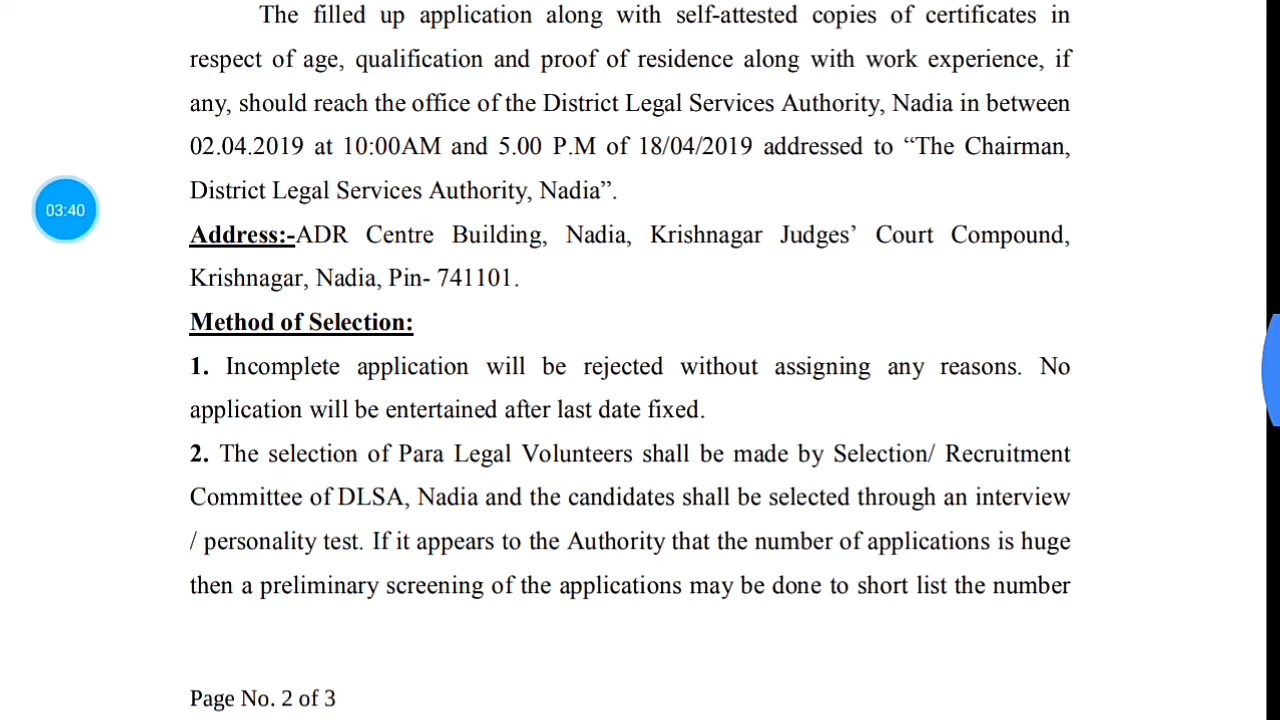 The filled up application along with self-attested copies of certificates in
respect of age, qualification and proof of residence along with work experience, if
any, should reach the office of the District Legal Services Authority, Nadia in between
02.04.2019 at 10:00AM and 5.00 P.M of 18/04/2019 addressed to “The Chairman,
District Legal Services Authority, Nadia”.
03:40
Address:-ADR Centre Building, Nadia, Krishnagar Judges’ Court Compound,
Krishnagar, Nadia, Pin- 741101.
Method of Selection:
1. Incomplete application will be rejected without assigning any reasons. No
application will be entertained after last date fixed.
2. The selection of Para Legal Volunteers shall be made by Selection/ Recruitment
Committee of DLSA, Nadia and the candidates shall be selected through an interview
/ personality test. If it appears to the Authority that the number of applications is huge
then a preliminary screening of the applications may be done to short list the number
Page No. 2 of 3